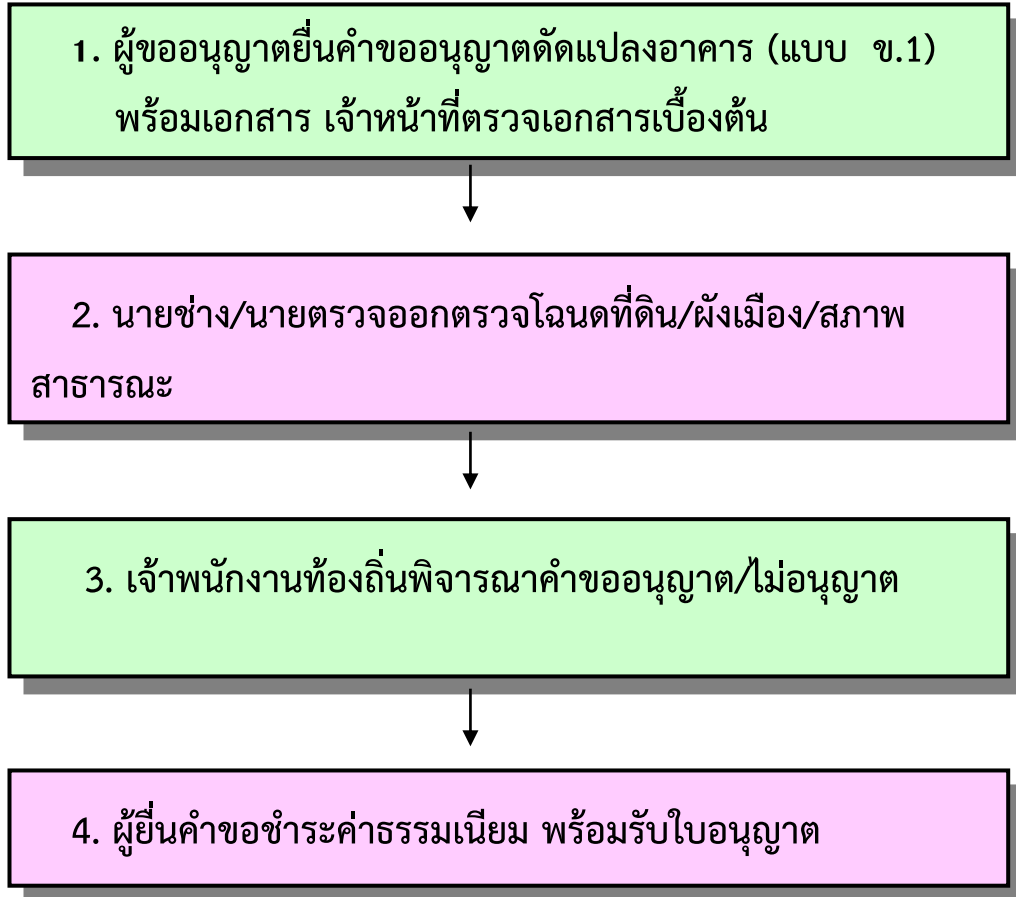 1. ผู้ขออนุญาตยื่นคำขออนุญาตดัดแปลงอาคาร (แบบ ข.1)
พร้อมเอกสาร เจ้าหน้าที่ตรวจเอกสารเบื้องต้น
2. นายช่าง/นายตรวจออกตรวจโฉนดที่ดิน/ผังเมือง/สภาพ
สาธารณะ
3. เจ้าพนักงานท้องถิ่นพิจารณาคำขออนุญาต/ไม่อนุญาต
4. ผู้ยื่นคำขอชำระค่าธรรมเนียม พร้อมรับใบอนุญาต